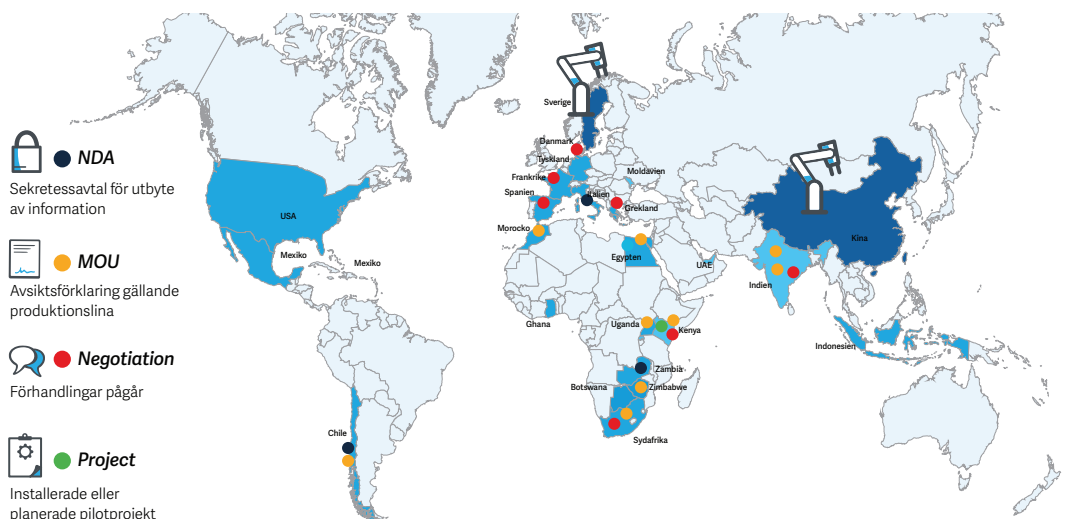 NDA
Sekretessavtal för utbyte
av information
MOU
Avsiktsförklaring gällande
produktionslina
Negotiation
Förhandlingar pågår
Project
Installerade eller
planerade pilotprojekt
USA
Mexiko
Mexiko
Chile
Sverige
Danmark
Tyskland
Frankrike
Moldavien
Italien
Spanien
Grekland
Morocko
Egypten
UAE
Kina
Indien
Ghana
Uganda
Kenya
Indonesien
Zambia
Botswana
Zimbabwe
Sydafrika